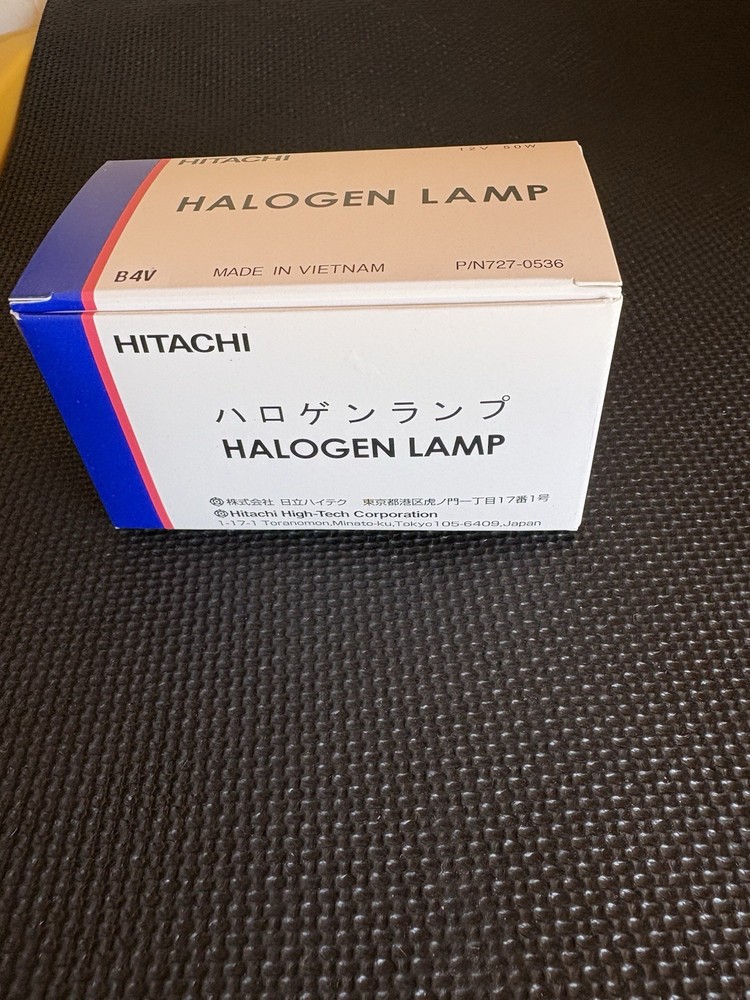 HITACHI 12V 50W
HALOGEN LAMP
B4V MADE IN VIETNAM P/N727-0536
HITACHI
ハロゲンランプ
HALOGEN LAMP
株式会社 日立ハイテク 東京都港区虎ノ門一丁目17番1号
Hitachi High-Tech Corporation
1-17-1 Toranomon,Minato-ku,Tokyo105-6409,Japan